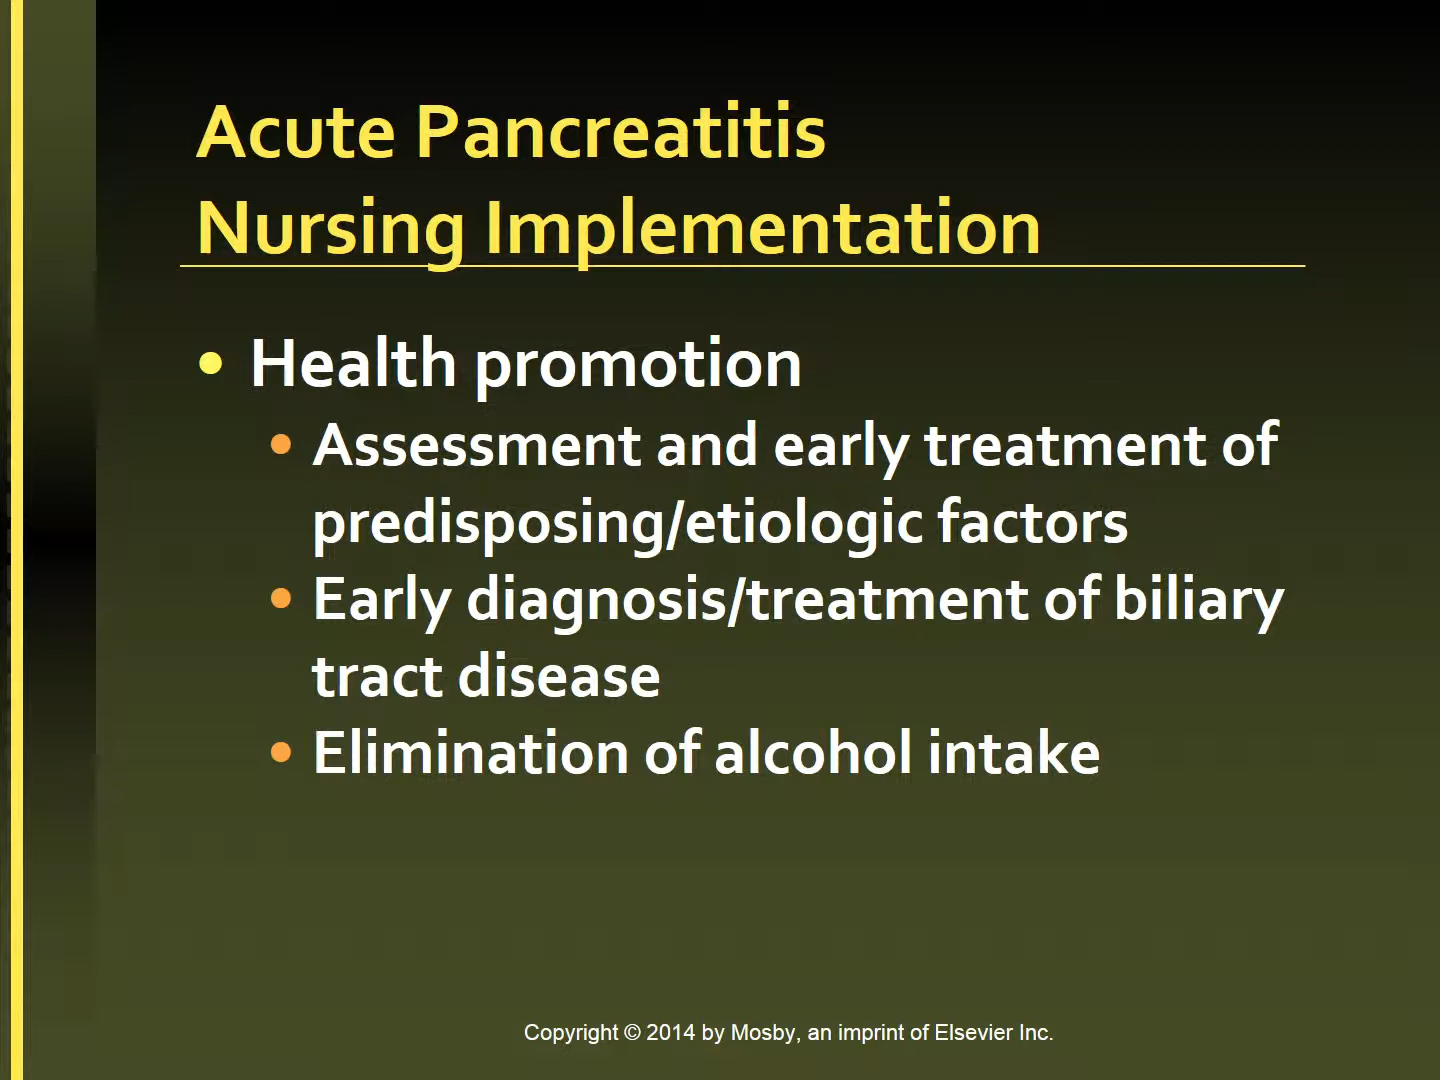 Acute Pancreatitis
Nursing Implementation
• Health promotion
• Assessment and early treatment of
predisposing/etiologic factors
• Early diagnosis/treatment of biliary
tract disease
• Elimination of alcohol intake
Copyright © 2014 by Mosby, an imprint of Elsevier Inc.